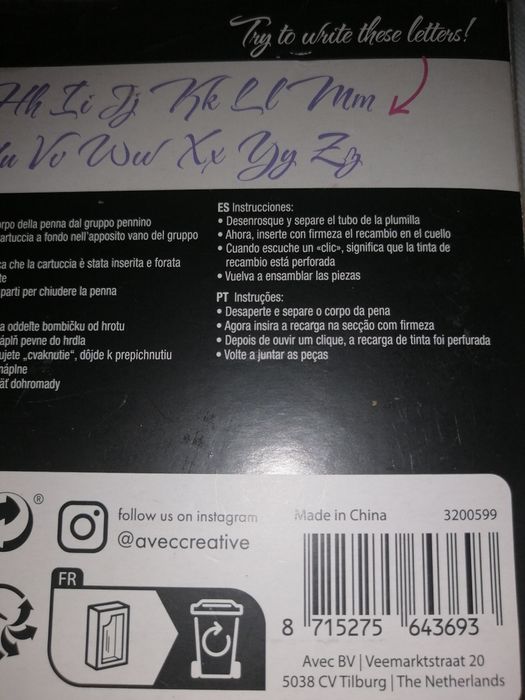 Try to write these letters!
Hh Ii Jj Kk Ll Mm
Vv Ww Xx Yy Zz
orpo della penna dal gruppo pennino
artuccia a fondo nell'apposito vano del gruppo
ca che la cartuccia è stata inserita e forata
te
parti per chiudere la penna
a oddeľte bombičku od hrotu
náplň pevne do hrdla
ujete „cvaknutie", dôjde k prepichnutiu
náplne
äť dohromady
ES Instrucciones:
• Desenrosque y separe el tubo de la plumilla
• Ahora, inserte con firmeza el recambio en el cuello
• Cuando escuche un «clic», significa que la tinta de
recambio está perforada
• Vuelva a ensamblar las piezas
PT Instruções:
• Desaperte e separe o corpo da pena
• Agora insira a recarga na secção com firmeza
• Depois de ouvir um clique, a recarga de tinta foi perfurada
• Volte a juntar as peças
®
follow us on instagram
@aveccreative
FR
Made in China 3200599
8 715275 643693
Avec BV | Veemarktstraat 20
5038 CV Tilburg | The Netherlands